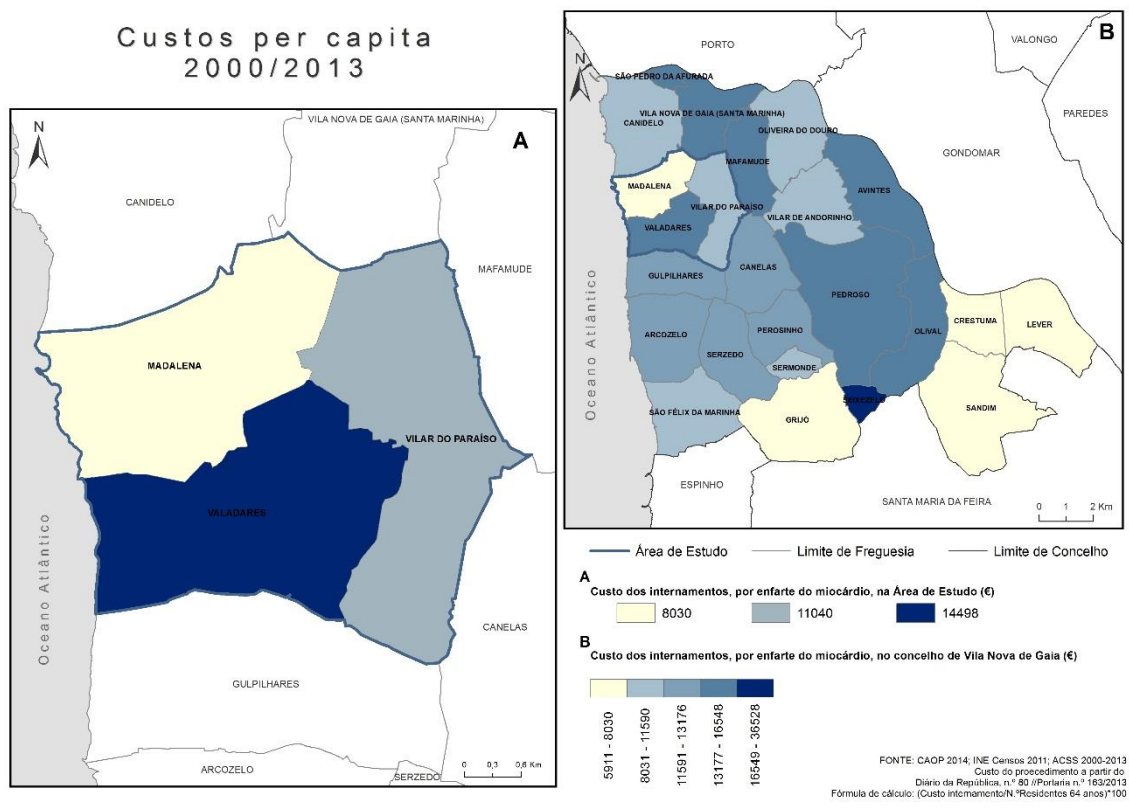 Custos per capita
2000/2013
N
A
VILA NOVA DE GAIA (SANTA MARINHA)
CANIDELO
MAFAMUDE
MADALENA
VILAR DO PARAÍSO
VALADARES
Oceano Atlântico
CANELAS
GULPILHARES
ARCOZELO
SERZEDO
0 0,6 Km
B
N
PORTO
VALONGO
PAREDES
GONDOMAR
SÃO PEDRO DA AFURADA
VILA NOVA DE GAIA (SANTA MARINHA)
CANIDELO
OLIVEIRA DO DOURO
MAFAMUDE
MADALENA
AVINTES
VILAR DO PARAÍSO
VILAR DE ANDORINHO
VALADARES
CANELAS
GULPILHARES
PEDROSO
Oceano Atlântico
CRESTUMA
LEVER
ARCOZELO
PEROSINHO
OLIVAL
SERZEDO
SERMONDE
SANDIM
SÃO FÉLIX DA MARINHA
GRIJÓ
ESPINHO
SANTA MARIA DA FEIRA
0 1 2 Km
Área de Estudo Limite de Freguesia Limite de Concelho
A
Custo dos internamentos, por enfarte do miocárdio, na Área de Estudo (€)
8030 11040 14498
B
Custo dos internamentos, por enfarte do miocárdio, no concelho de Vila Nova de Gaia (€)
5911 - 8030
8031 - 11590
11591 - 13176
13177 - 16548
16549 - 36528
FONTE: CAOP 2014; INE Censos 2011; ACSS 2000-2013
Custo do proecedimento a partir do
Diário da República, n.º 80 //Portaria n.º 163/2013
Fórmula de cálculo: (Custo internamento/N.ºResidentes 64 anos)*100